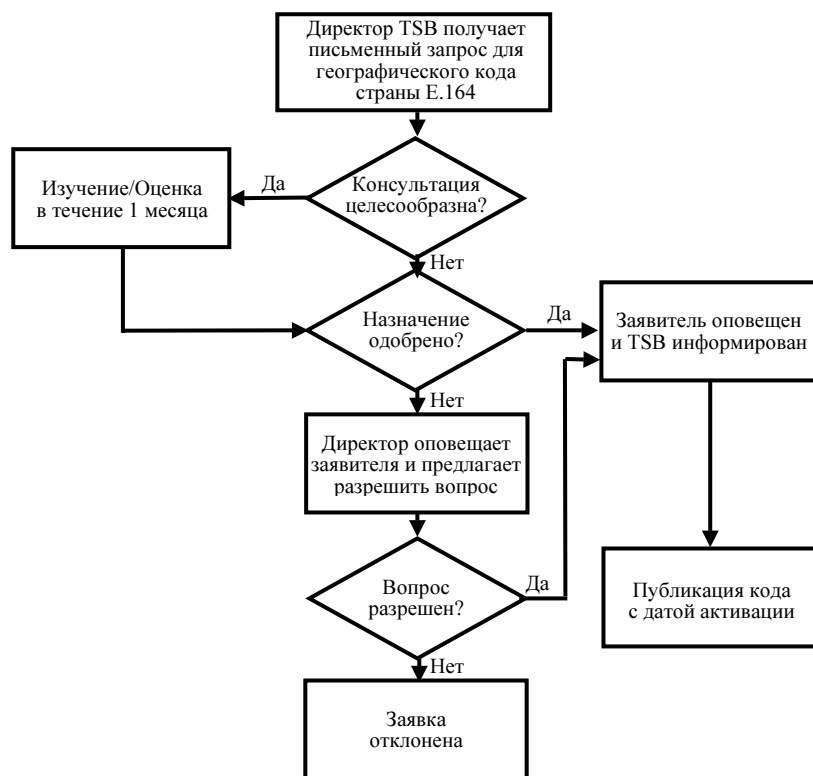 Директор TSB получает
письменный запрос для
географического кода
страны E.164
Изучение/Оценка
в течение 1 месяца
Да
Консультация
целесообразна?
Нет
Назначение
одобрено?
Да
Заявитель оповещен
и TSB информирован
Нет
Директор оповещает
заявителя и предлагает
разрешить вопрос
Вопрос
разрешен?
Да
Публикация кода
с датой активации
Нет
Заявка
отклонена